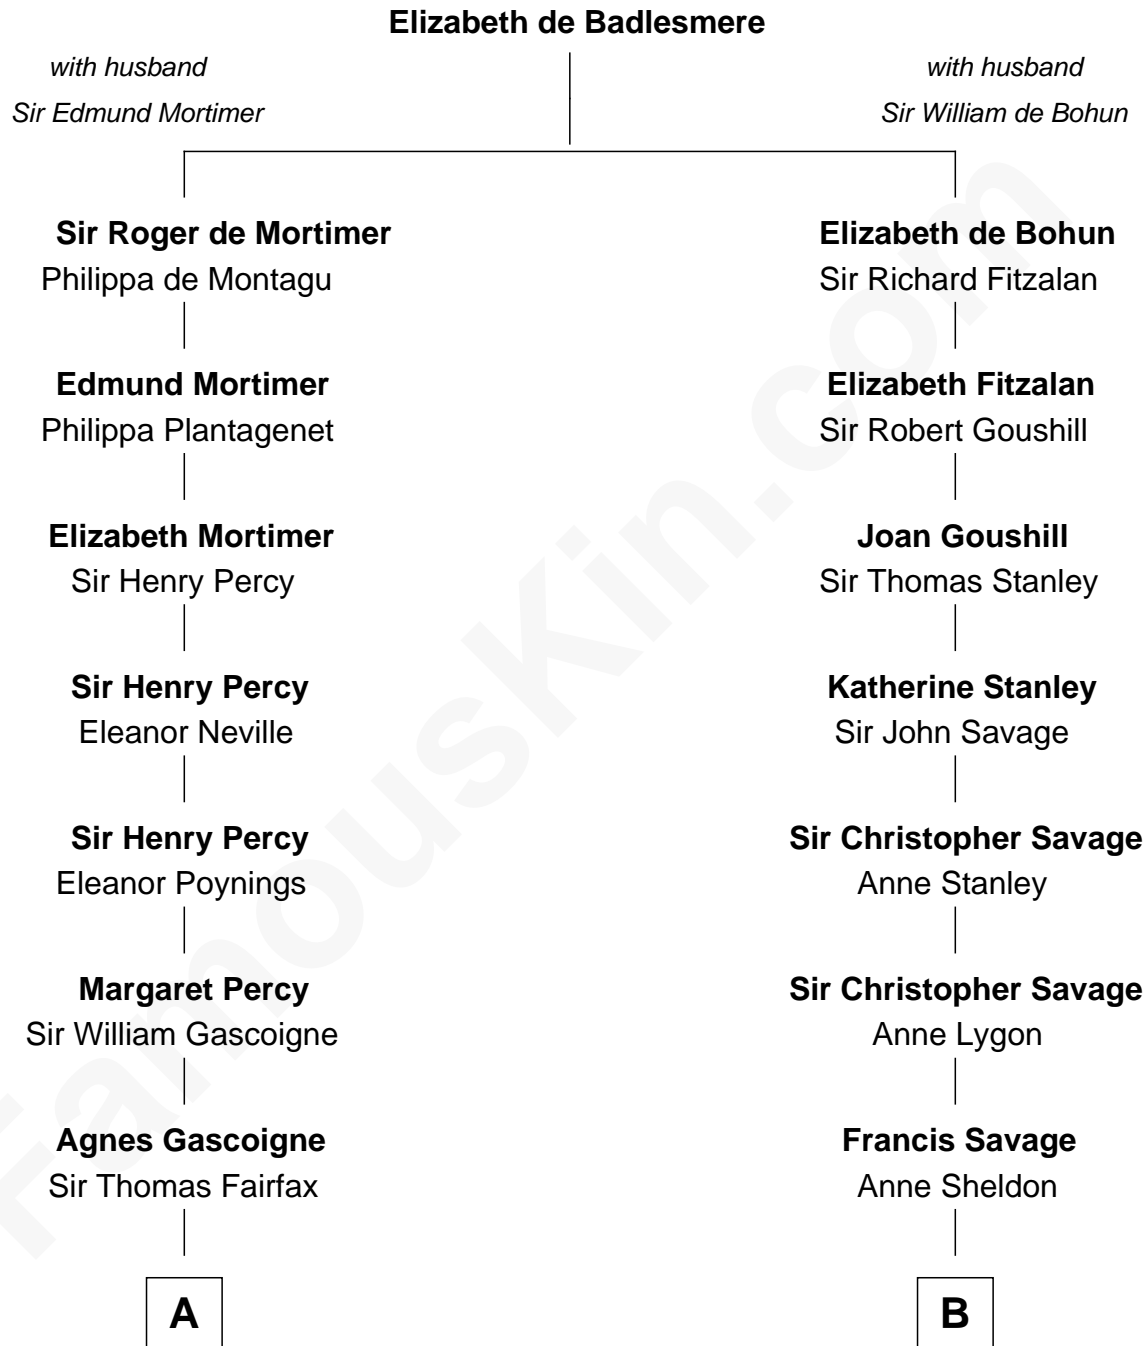 Elizabeth de Badlesmere
with husband
Sir Edmund Mortimer
with husband
Sir William de Bohun
Sir Roger de Mortimer
Philippa de Montagu
Edmund Mortimer
Philippa Plantagenet
Elizabeth Mortimer
Sir Henry Percy
Sir Henry Percy
Eleanor Neville
Sir Henry Percy
Eleanor Poynings
Margaret Percy
Sir William Gascoigne
Agnes Gascoigne
Sir Thomas Fairfax
A
Elizabeth de Bohun
Sir Richard Fitzalan
Elizabeth Fitzalan
Sir Robert Goushill
Joan Goushill
Sir Thomas Stanley
Katherine Stanley
Sir John Savage
Sir Christopher Savage
Anne Stanley
Sir Christopher Savage
Anne Lygon
Francis Savage
Anne Sheldon
B
FamousKin.com